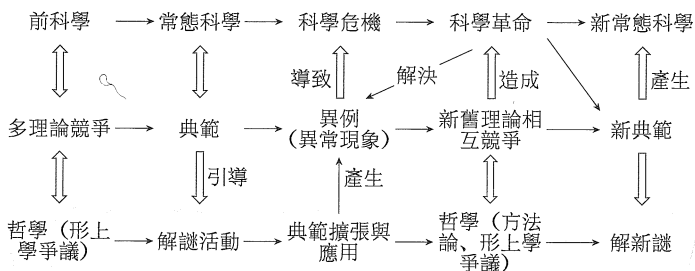 前科學
常態科學
科學危機
科學革命
新常態科學
導致
解決
造成
產生
多理論競爭
典範
異例
(異常現象)
新舊理論相
互競爭
新典範
引導
產生
哲學(形上
學爭議)
解謎活動
典範擴張與
應用
哲學(方法
論、形上學
爭議)
解新謎